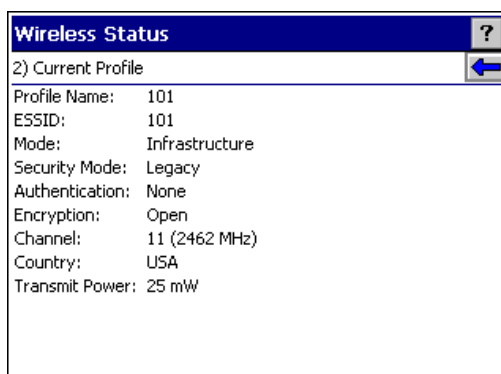 Wireless Status ?
2) Current Profile
Profile Name: 101
ESSID: 101
Mode: Infrastructure
Security Mode: Legacy
Authentication: None
Encryption: Open
Channel: 11 (2462 MHz)
Country: USA
Transmit Power: 25 mW